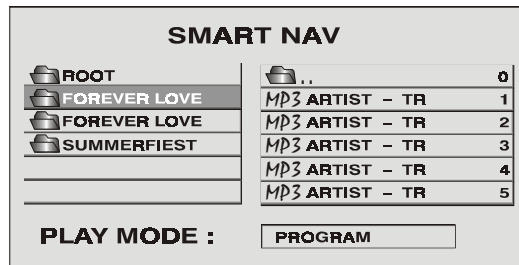 SMART NAV
ROOT
FOREVER LOVE
FOREVER LOVE
SUMMERFIEST
.. 0
MP3 ARTIST – TR 1
MP3 ARTIST – TR 2
MP3 ARTIST – TR 3
MP3 ARTIST – TR 4
MP3 ARTIST – TR 5
PLAY MODE : PROGRAM